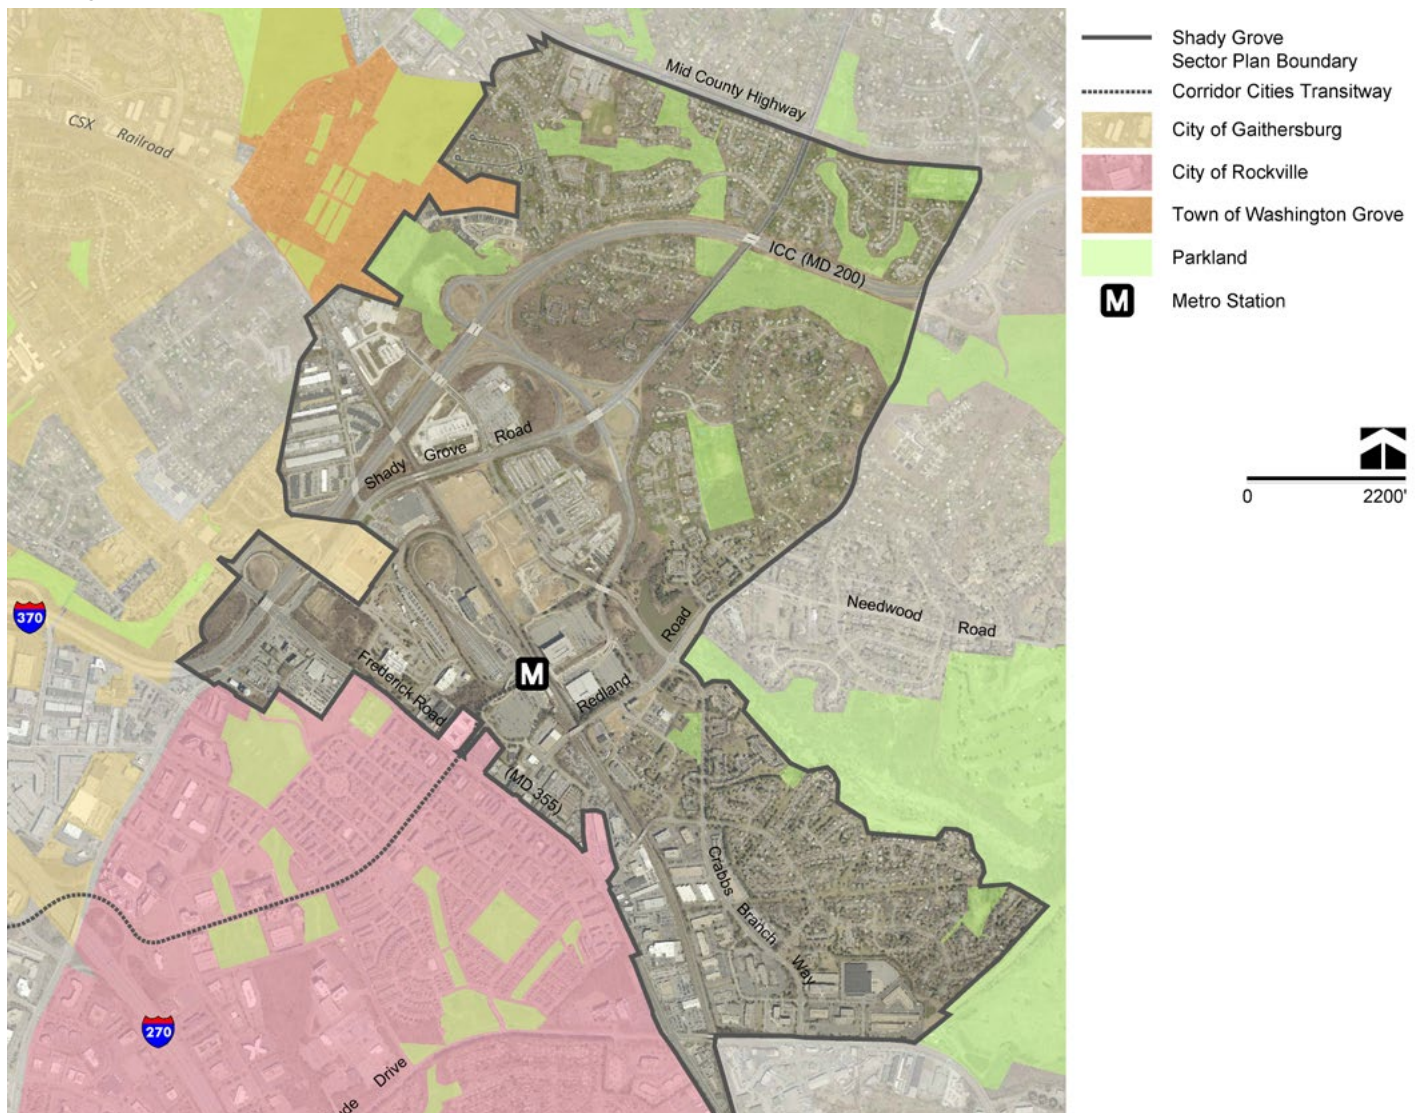 Mid County Highway
CSX Railroad
ICC (MD 200)
Shady Grove Road
Needwood Road
Redland Road
M
Frederick Road
(MD 355)
Crabbs Branch Way
370
270
Drive
Shady Grove
Sector Plan Boundary
Corridor Cities Transitway
City of Gaithersburg
City of Rockville
Town of Washington Grove
Parkland
M
Metro Station
0 2200'